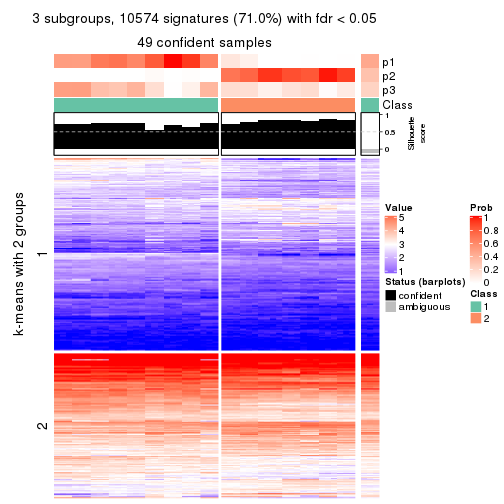 3 subgroups, 10574 signatures (71.0%) with fdr < 0.05
49 confident samples
p1
p2
p3
Class
1
0.5
0
Silhouette
score
k-means with 2 groups
1
2
Value
5
4
3
2
1
Prob
1
0.8
0.6
0.4
0.2
0
Status (barplots)
confident
ambiguous
Class
1
2